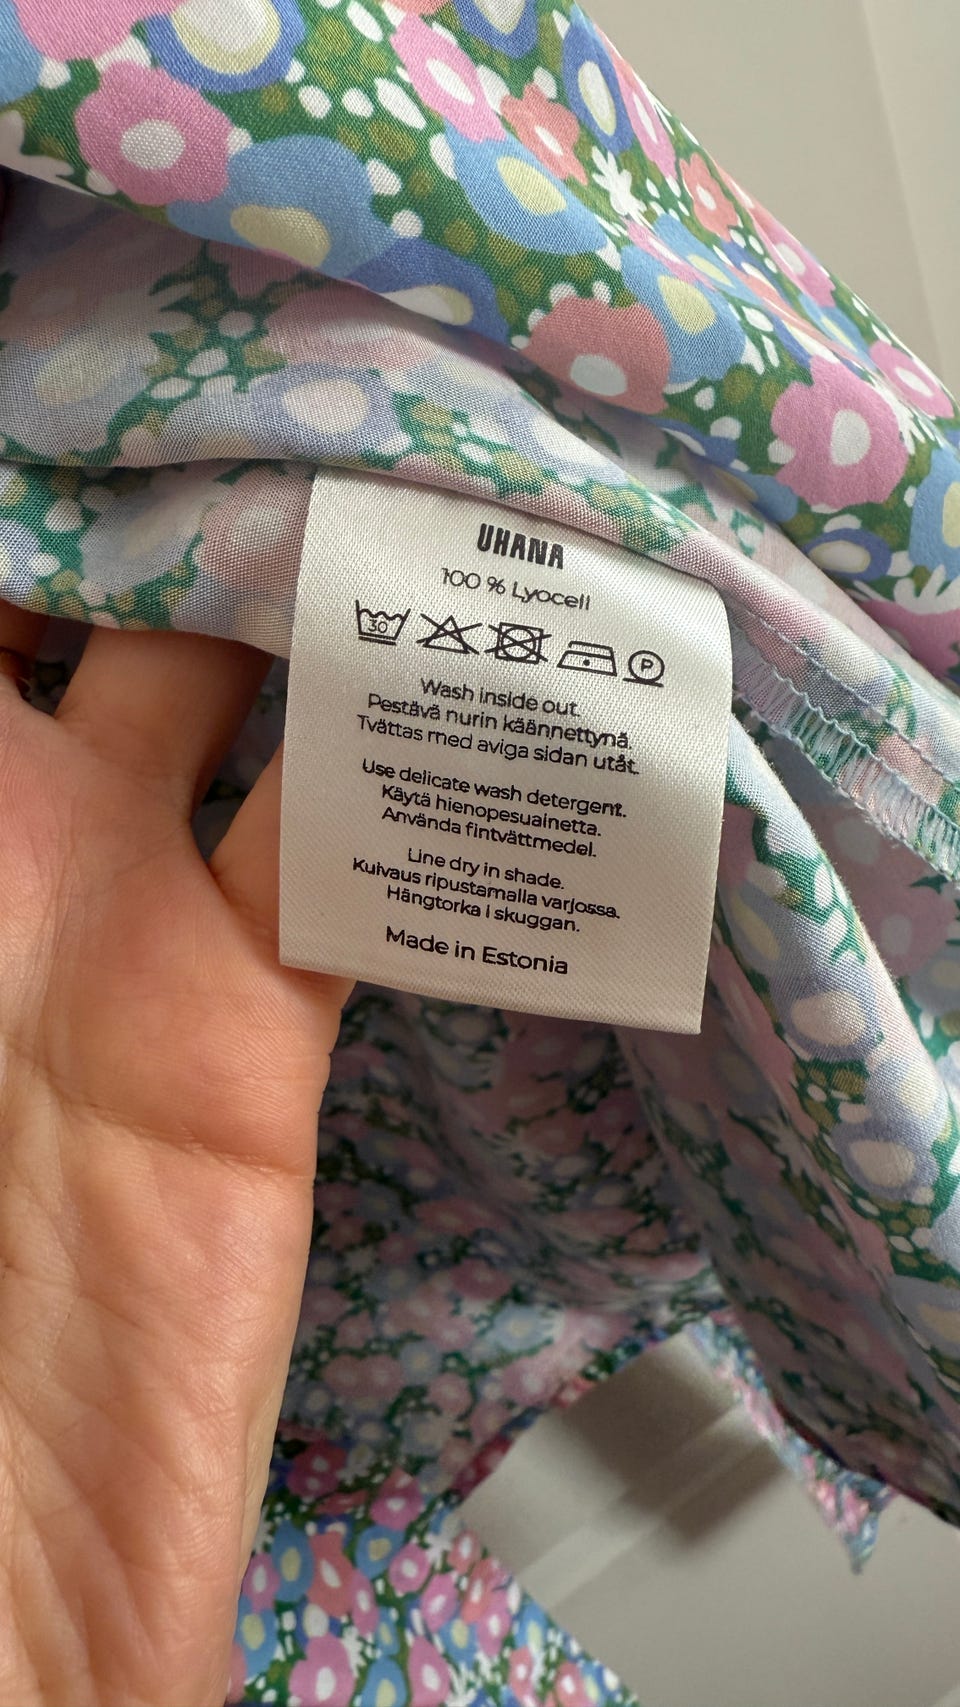 UHANA
100 % Lyocell
30 P
Wash inside out.
Pestävä nurin käännettynä.
Tvättas med aviga sidan utåt.
Use delicate wash detergent.
Käytä hienopesuainetta.
Använda fintvättmedel.
Line dry in shade.
Kuivaus ripustamalla varjossa.
Hängtorka i skuggan.
Made in Estonia